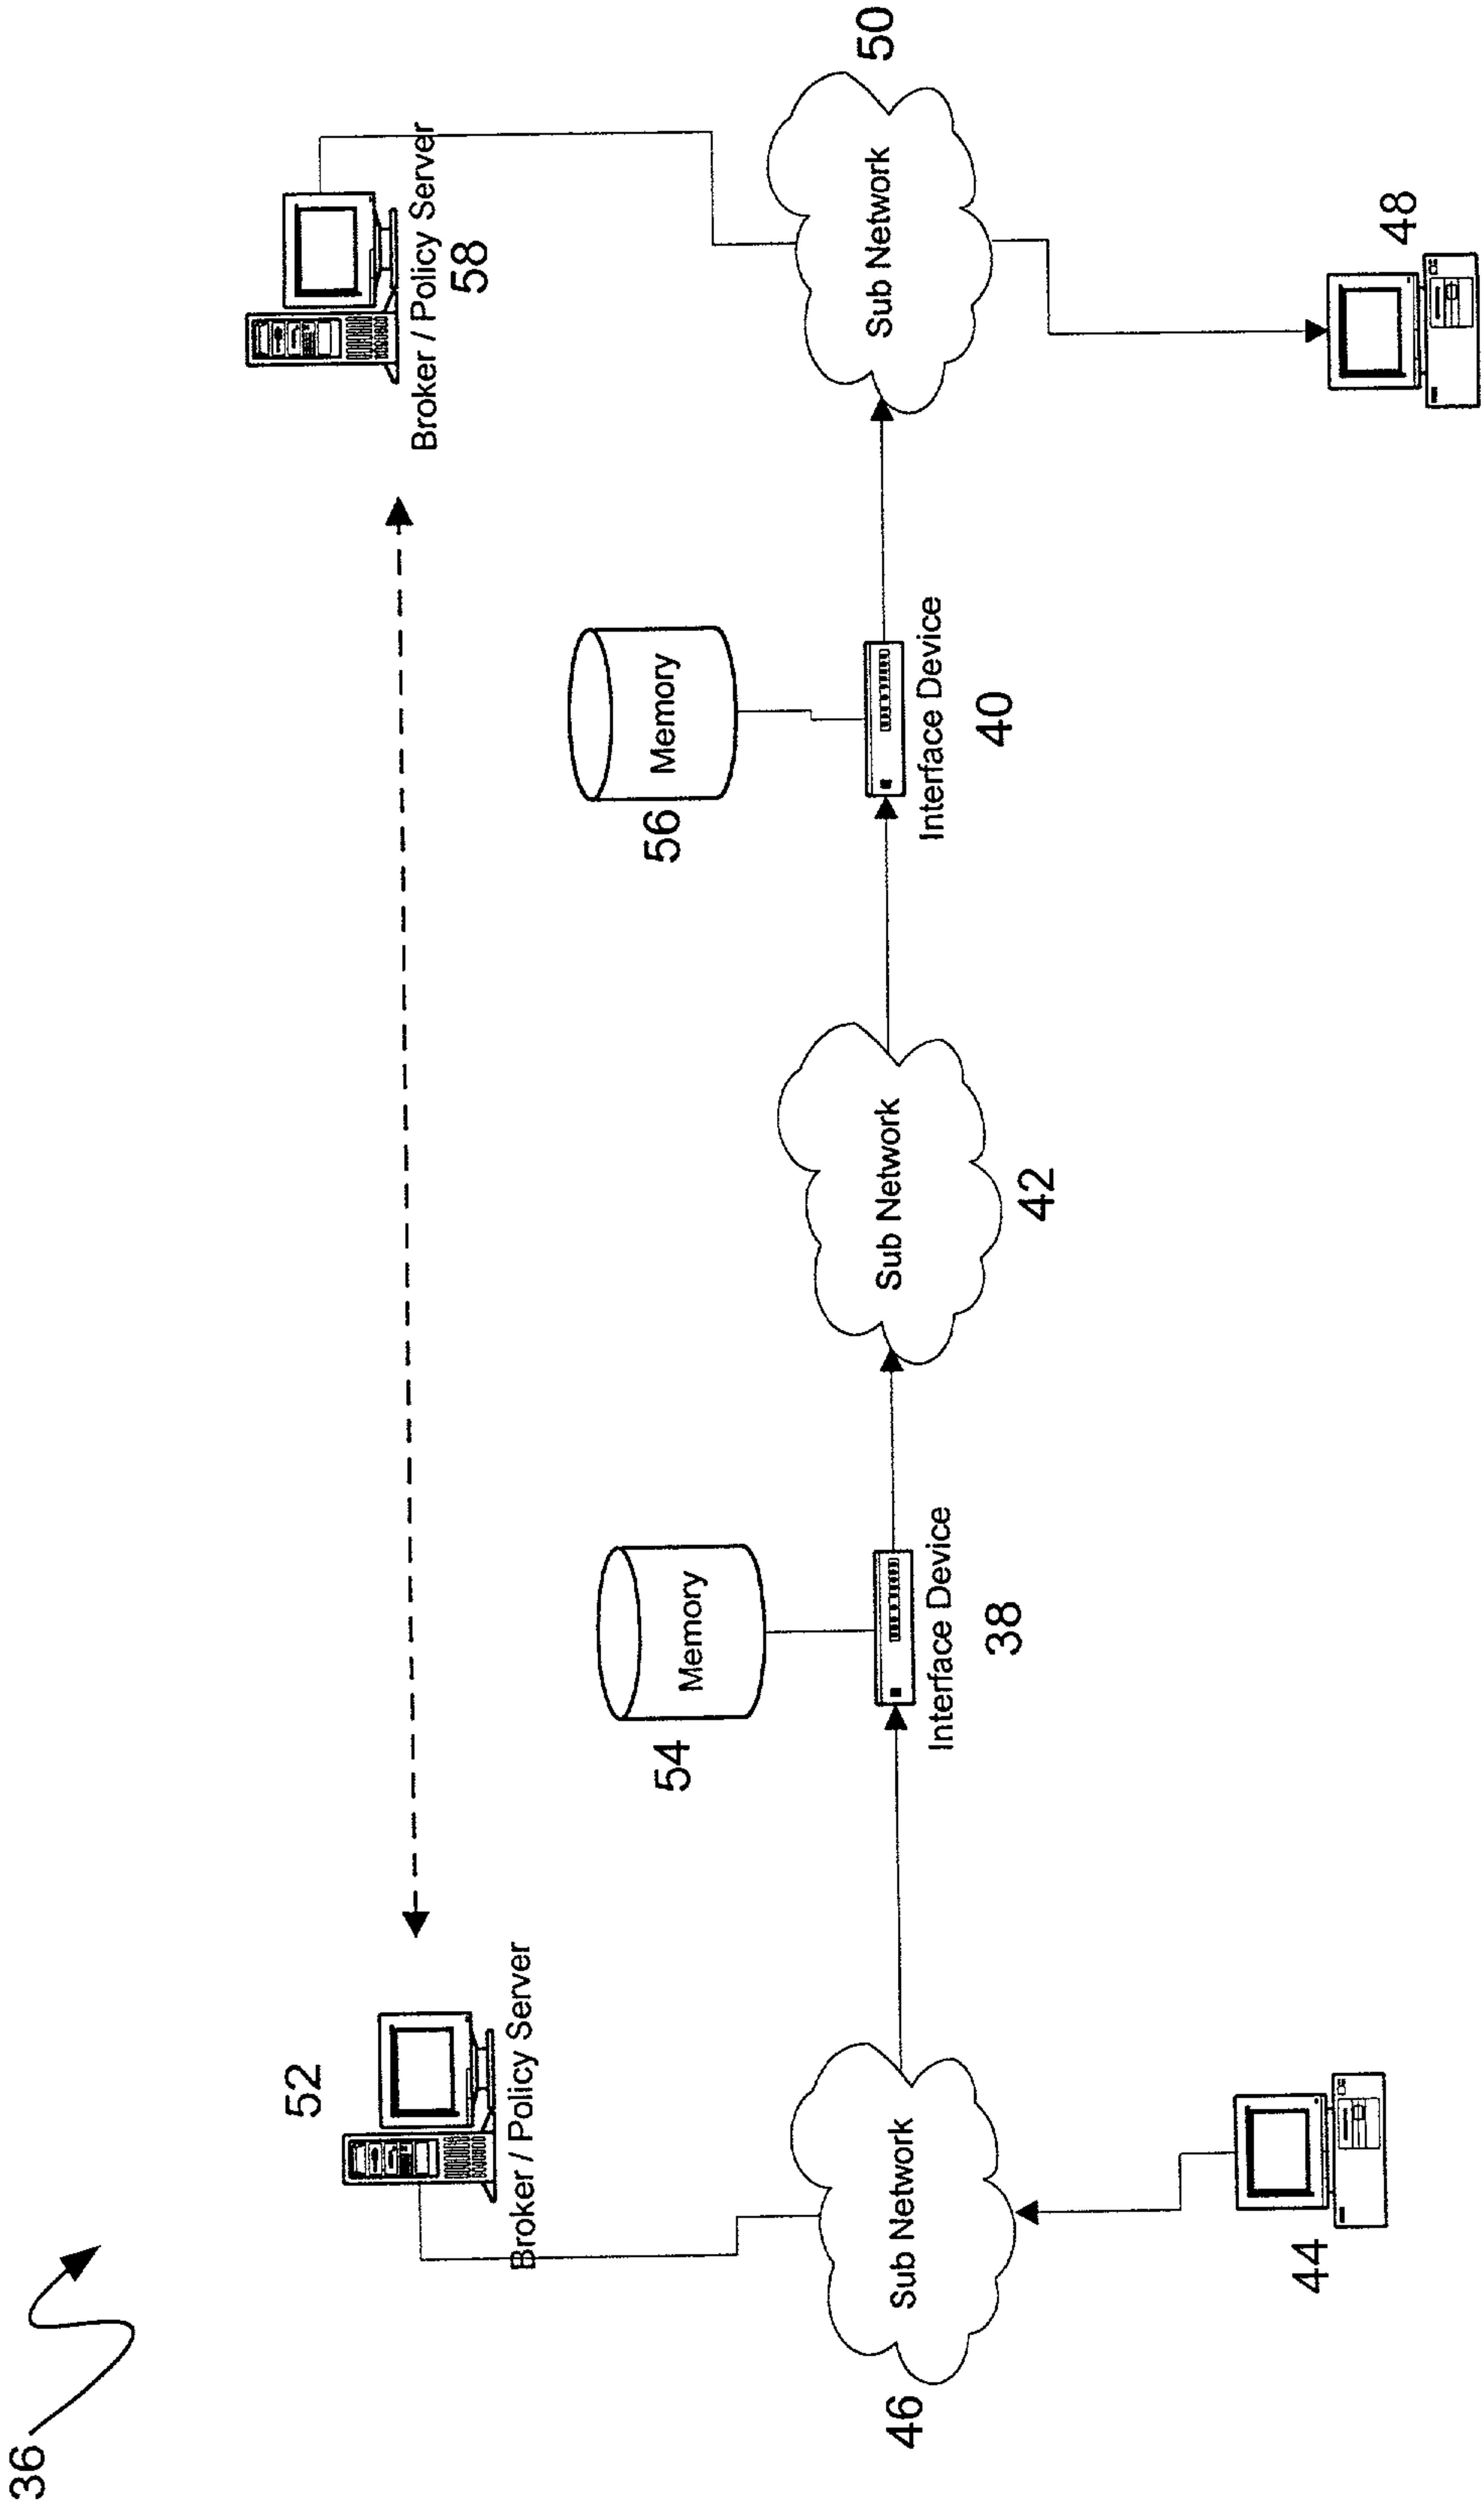 36
52
Broker / Policy Server
Broker / Policy Server
58
54
Memory
56
Memory
46
Sub Network
Interface Device
38
Sub Network
42
Interface Device
40
Sub Network
50
44
48